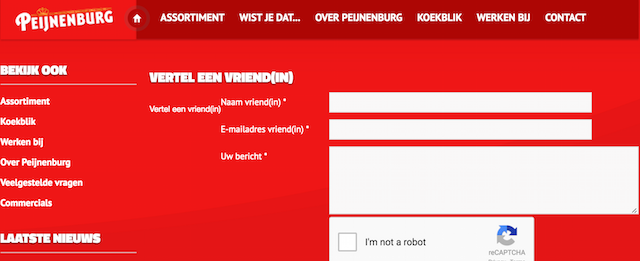 PEIJNENBURG
ASSORTIMENT WIST JE DAT... OVER PEIJNENBURG KOEKBLIK WERKEN BIJ CONTACT
BEKIJK OOK
Assortiment
Koekblik
Werken bij
Over Peijnenburg
Veelgestelde vragen
Commercials
LAATSTE NIEUWS
VERTEL EEN VRIEND(IN)
Vertel een vriend(in)
Naam vriend(in) *
E-mailadres vriend(in) *
Uw bericht *
I'm not a robot
reCAPTCHA